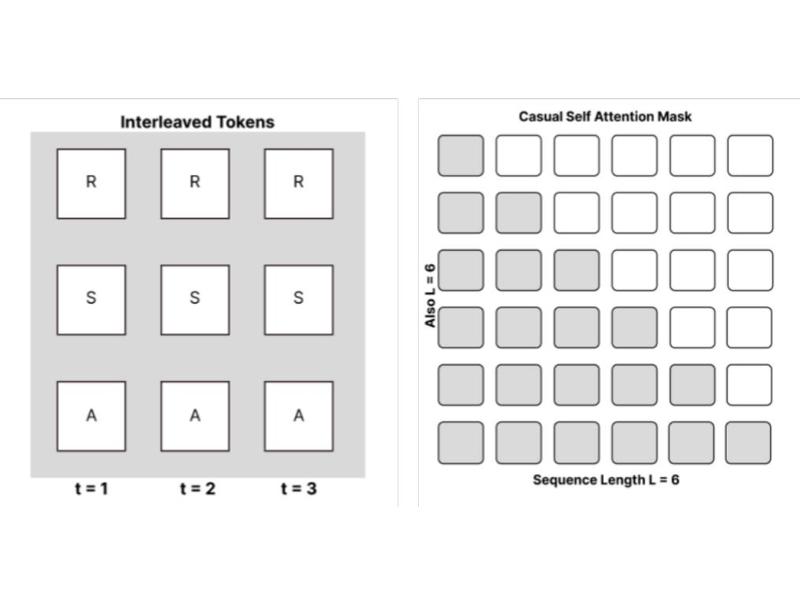 Interleaved Tokens
R R R
S S S
A A A
t = 1 t = 2 t = 3
Casual Self Attention Mask
Also L = 6
Sequence Length L = 6